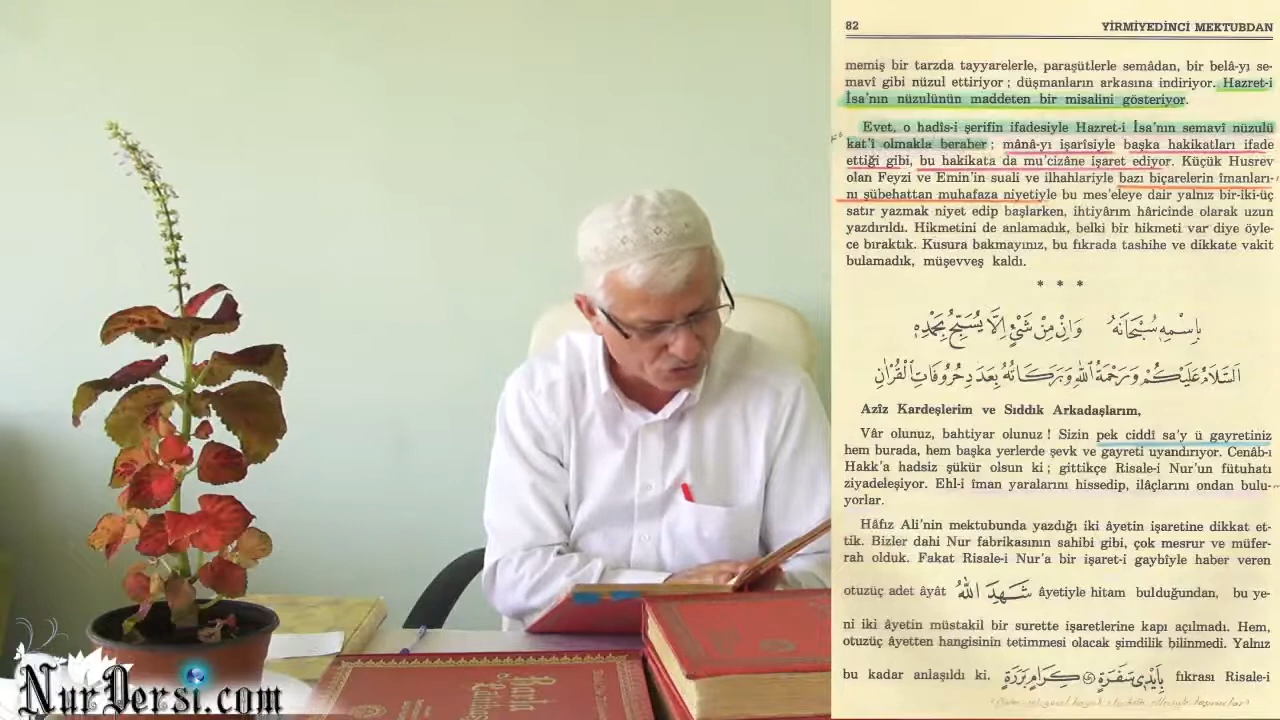 82
YİRMİYEDİNCİ MEKTUBDAN
memiş bir tarzda tayyarelerle, paraşütlerle semâdan, bir belâ-yı se-
mavî gibi nüzul ettiriyor ; düşmanların arkasına indiriyor. Hazret-i
İsa'nın nüzulünün maddeten bir misalini gösteriyor.
Evet, o hadîs-i şerifin ifadesiyle Hazret-i İsa'nın semavî nüzulü
kat'î olmakla beraber ; mânâ-yı işarîsiyle başka hakikatları ifade
ettiği gibi, bu hakikata da mu'cizâne işaret ediyor. Küçük Husrev
olan Feyzi ve Emin'in suali ve ilhahlariyle bazı biçarelerin îmanları-
nı şübehattan muhafaza niyetiyle bu mes'eleye dair yalnız bir-iki-üç
satır yazmak niyet edip başlarken, ihtiyârım hâricinde olarak uzun
yazdırıldı. Hikmetini de anlamadık, belki bir hikmeti var diye öyle-
ce bıraktık. Kusura bakmayınız, bu fıkrada tashihe ve dikkate vakit
bulamadık, müşevveş kaldı.
* * *
بِاسْمِهِ سُبْحَانَهُ وَاِنْ مِنْ شَيْءٍ اِلَّا يُسَبِّحُ بِحَمْدِهِ
اَلسَّلَامُ عَلَيْكُمْ وَرَحْمَةُ اللّٰهِ وَبَرَكَاتُهُ بِعَدَدِ حُرُوفَاتِ الْقُرْاٰنِ
Azîz Kardeşlerim ve Sıddık Arkadaşlarım,
Vâr olunuz, bahtiyar olunuz ! Sizin pek ciddî sa'y ü gayretiniz
hem burada, hem başka yerlerde şevk ve gayreti uyandırıyor. Cenâb-ı
Hakk'a hadsiz şükür olsun ki ; gittikçe Risale-i Nur'un fütuhatı
ziyadeleşiyor. Ehl-i îman yaralarını hissedip, ilâçlarını ondan bulu-
yorlar.
Hâfız Ali'nin mektubunda yazdığı iki âyetin işaretine dikkat et-
tik. Bizler dahi Nur fabrikasının sahibi gibi, çok mesrur ve müfer-
rah olduk. Fakat Risale-i Nur'a bir işaret-i gaybîyle haber veren
otuzüç adet âyât شَهِدَ اللّٰهُ âyetiyle hitam bulduğundan, bu ye-
ni iki âyetin müstakil bir surette işaretlerine kapı açılmadı. Hem,
otuzüç âyetten hangisinin tetimmesi olacak şimdilik bilinmedi. Yalnız
bu kadar anlaşıldı ki. بِاَيْدِى سَفَرَةٍ كِرَامٍ بَرَرَةٍ fıkrası Risale-i
Barla
NurDersi.com